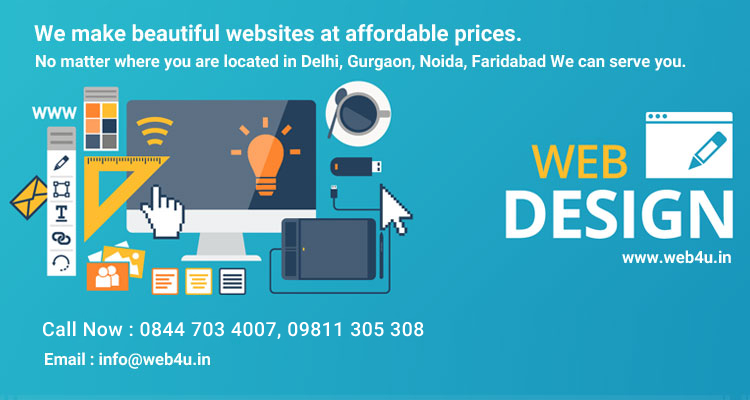 We make beautiful websites at affordable prices.
No matter where you are located in Delhi, Gurgaon, Noida, Faridabad We can serve you.
WWW
T
WEB
DESIGN
www.web4u.in
Call Now : 0844 703 4007, 09811 305 308
Email : info@web4u.in